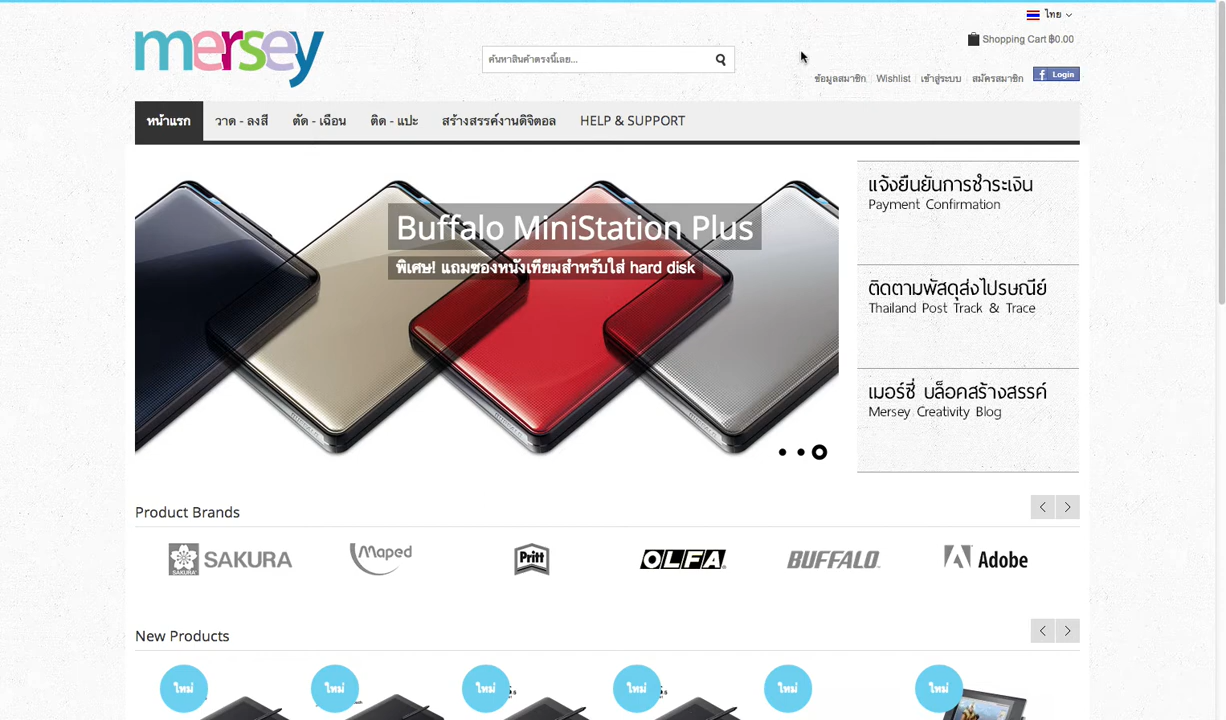 ไทย
Shopping Cart ฿0.00
mersey
ค้นหาสินค้าตรงนี้เลย...
ข้อมูลสมาชิก
Wishlist
เข้าสู่ระบบ
สมัครสมาชิก
f Login
หน้าแรก
วาด - ลงสี
ตัด - เฉือน
ติด - แปะ
สร้างสรรค์งานดิจิตอล
HELP & SUPPORT
Buffalo MiniStation Plus
พิเศษ! แถมซองหนังเทียมสำหรับใส่ hard disk
แจ้งยืนยันการชำระเงิน
Payment Confirmation
ติดตามพัสดุส่งไปรษณีย์
Thailand Post Track & Trace
เมอร์ซี่ บล็อคสร้างสรรค์
Mersey Creativity Blog
Product Brands
SAKURA
Maped
Pritt
OLFA
BUFFALO
Adobe
New Products
ใหม่
ใหม่
ใหม่
ใหม่
ใหม่
ใหม่